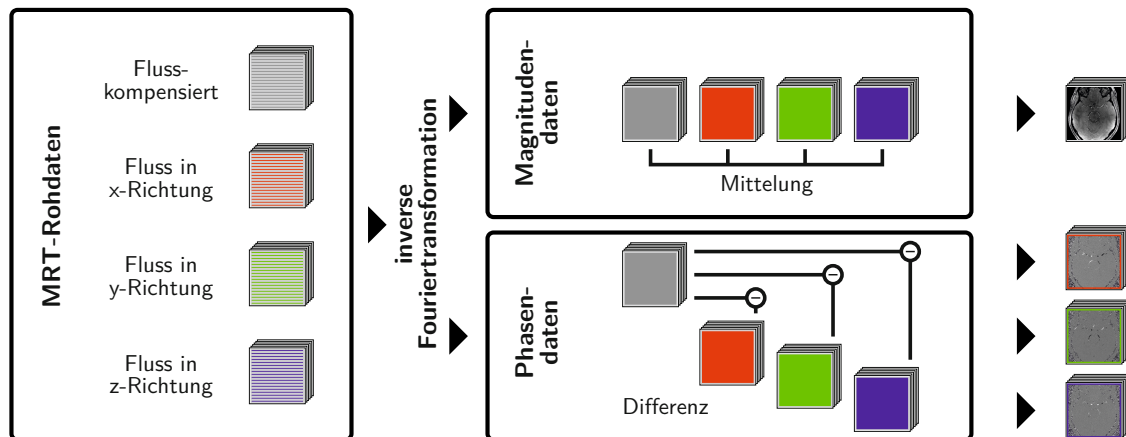 MRT-Rohdaten
Fluss-
kompensiert
Fluss in
x-Richtung
Fluss in
y-Richtung
Fluss in
z-Richtung
inverse
Fouriertransformation
Magnituden-
daten
Mittelung
Phasen-
daten
Differenz